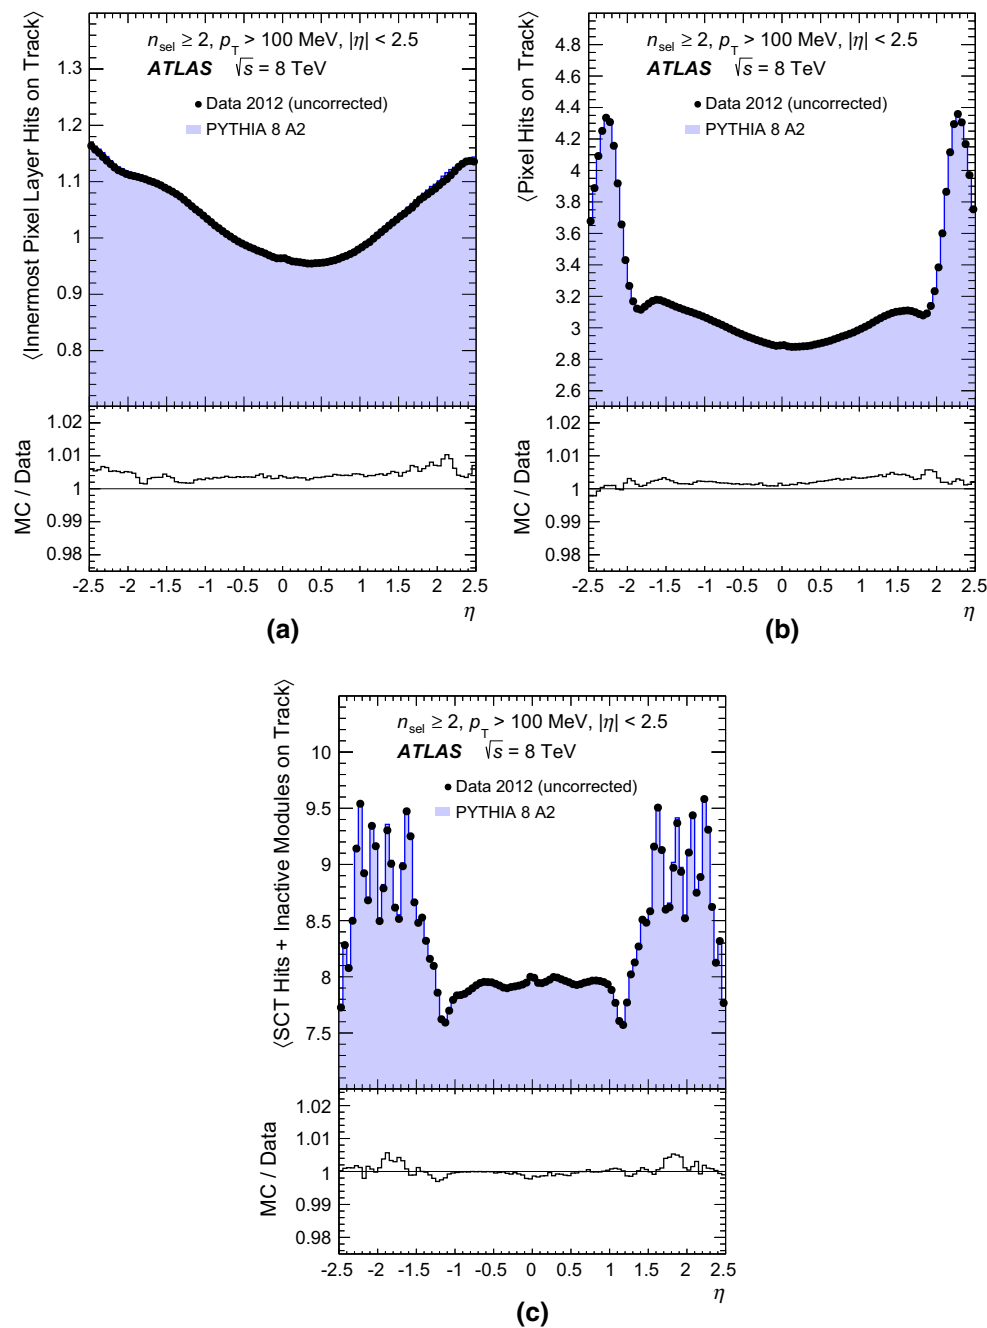 ⟨Innermost Pixel Layer Hits on Track⟩
n_sel ≥ 2, p_T > 100 MeV, |η| < 2.5
ATLAS √s = 8 TeV
Data 2012 (uncorrected)
PYTHIA 8 A2
1.3
1.2
1.1
1
0.9
0.8
MC / Data
1.02
1.01
1
0.99
0.98
-2.5 -2 -1.5 -1 -0.5 0 0.5 1 1.5 2 2.5
η
(a)
⟨Pixel Hits on Track⟩
n_sel ≥ 2, p_T > 100 MeV, |η| < 2.5
ATLAS √s = 8 TeV
Data 2012 (uncorrected)
PYTHIA 8 A2
4.8
4.6
4.4
4.2
4
3.8
3.6
3.4
3.2
3
2.8
2.6
MC / Data
1.02
1.01
1
0.99
0.98
-2.5 -2 -1.5 -1 -0.5 0 0.5 1 1.5 2 2.5
η
(b)
⟨SCT Hits + Inactive Modules on Track⟩
n_sel ≥ 2, p_T > 100 MeV, |η| < 2.5
ATLAS √s = 8 TeV
Data 2012 (uncorrected)
PYTHIA 8 A2
10
9.5
9
8.5
8
7.5
MC / Data
1.02
1.01
1
0.99
0.98
-2.5 -2 -1.5 -1 -0.5 0 0.5 1 1.5 2 2.5
η
(c)